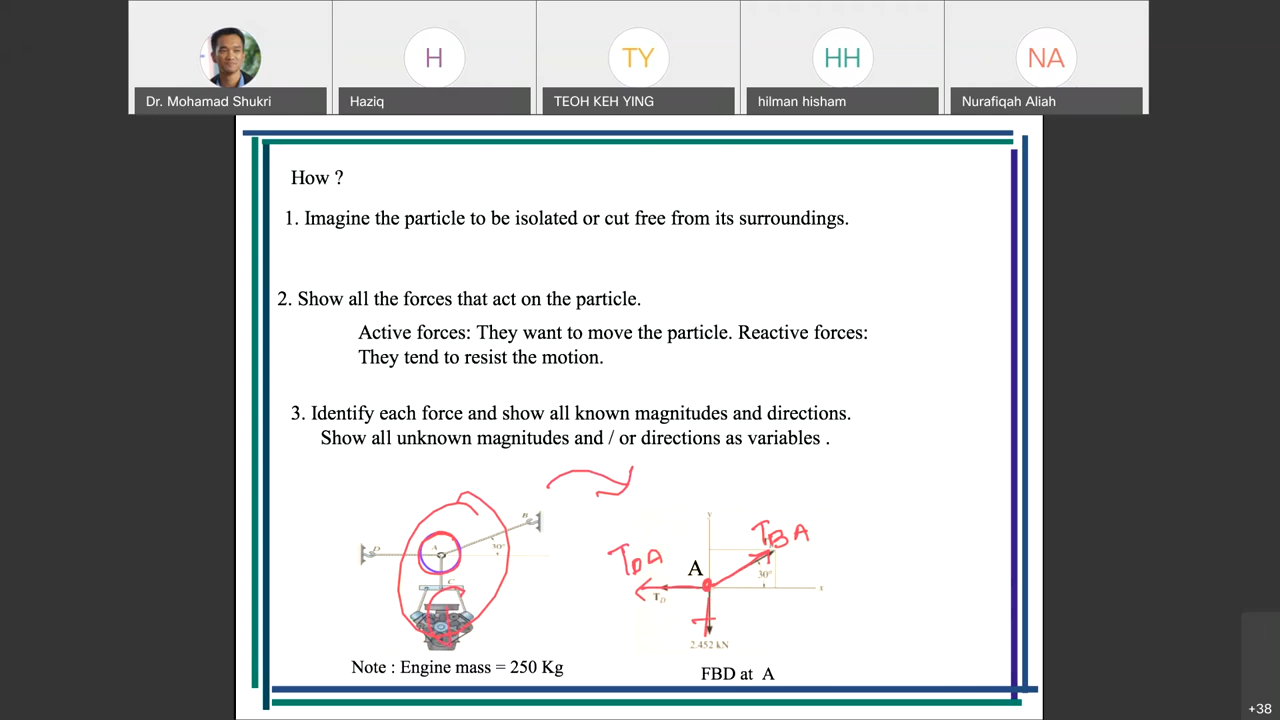 H
TY
HH
NA
Dr. Mohamad Shukri
Haziq
TEOH KEH YING
hilman hisham
Nurafiqah Aliah
How ?
1. Imagine the particle to be isolated or cut free from its surroundings.
2. Show all the forces that act on the particle.
Active forces: They want to move the particle. Reactive forces:
They tend to resist the motion.
3. Identify each force and show all known magnitudes and directions.
Show all unknown magnitudes and / or directions as variables .
D
A
B
30°
C
y
TBA
TDA
A
30°
TD
x
2.452 kN
Note : Engine mass = 250 Kg
FBD at A
+38